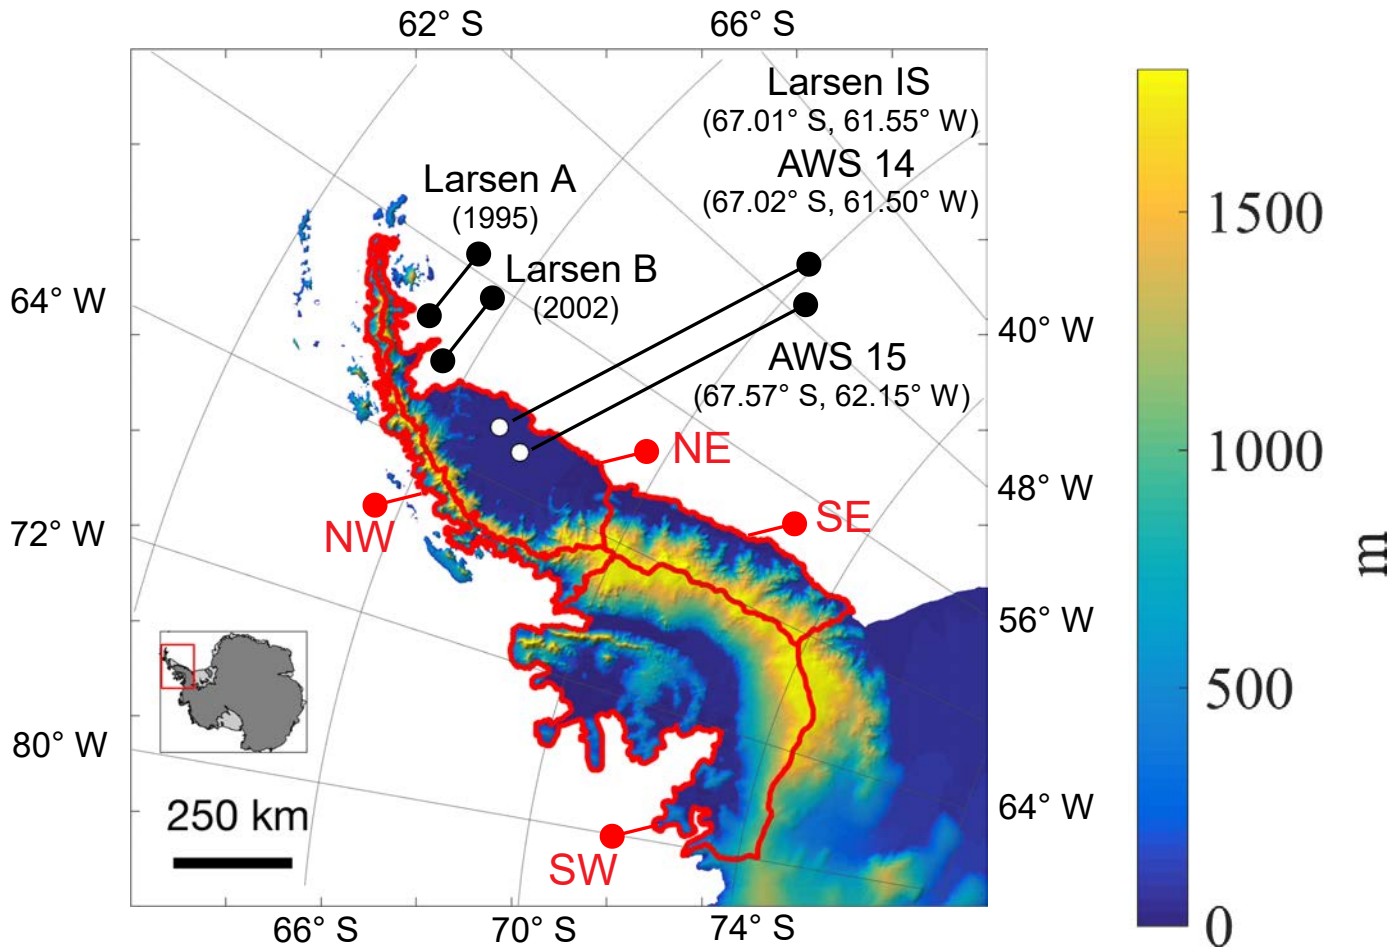 62° S
66° S
Larsen IS
(67.01° S, 61.55° W)
AWS 14
(67.02° S, 61.50° W)
Larsen A
(1995)
Larsen B
(2002)
AWS 15
(67.57° S, 62.15° W)
64° W
72° W
80° W
40° W
48° W
56° W
64° W
NE
SE
NW
SW
250 km
66° S
70° S
74° S
1500
1000
500
0
m